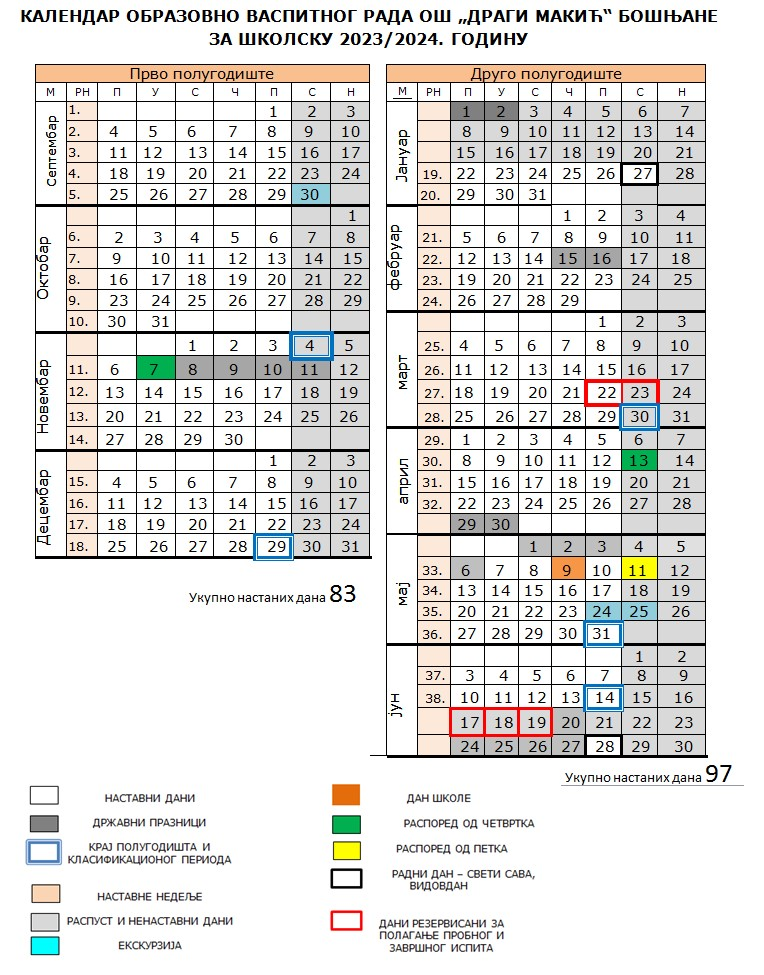 КАЛЕНДАР ОБРАЗОВНО ВАСПИТНОГ РАДА ОШ „ДРАГИ МАКИЋ“ БОШЊАНЕ
ЗА ШКОЛСКУ 2023/2024. ГОДИНУ
Прво полугодиште
М РН П У С Ч П С Н
Септембар
1. 1 2 3
2. 4 5 6 7 8 9 10
3. 11 12 13 14 15 16 17
4. 18 19 20 21 22 23 24
5. 25 26 27 28 29 30
Октобар
1
6. 2 3 4 5 6 7 8
7. 9 10 11 12 13 14 15
8. 16 17 18 19 20 21 22
9. 23 24 25 26 27 28 29
10. 30 31
Новембар
1 2 3 4 5
11. 6 7 8 9 10 11 12
12. 13 14 15 16 17 18 19
13. 20 21 22 23 24 25 26
14. 27 28 29 30
Децембар
1 2 3
15. 4 5 6 7 8 9 10
16. 11 12 13 14 15 16 17
17. 18 19 20 21 22 23 24
18. 25 26 27 28 29 30 31
Укупно настаних дана 83
Друго полугодиште
М РН П У С Ч П С Н
Јануар
1 2 3 4 5 6 7
8 9 10 11 12 13 14
15 16 17 18 19 20 21
19. 22 23 24 25 26 27 28
20. 29 30 31
фебруар
1 2 3 4
21. 5 6 7 8 9 10 11
22. 12 13 14 15 16 17 18
23. 19 20 21 22 23 24 25
24. 26 27 28 29
март
1 2 3
25. 4 5 6 7 8 9 10
26. 11 12 13 14 15 16 17
27. 18 19 20 21 22 23 24
28. 25 26 27 28 29 30 31
април
29. 1 2 3 4 5 6 7
30. 8 9 10 11 12 13 14
31. 15 16 17 18 19 20 21
32. 22 23 24 25 26 27 28
29 30
мај
1 2 3 4 5
33. 6 7 8 9 10 11 12
34. 13 14 15 16 17 18 19
35. 20 21 22 23 24 25 26
36. 27 28 29 30 31
јун
1 2
37. 3 4 5 6 7 8 9
38. 10 11 12 13 14 15 16
17 18 19 20 21 22 23
24 25 26 27 28 29 30
Укупно настаних дана 97
НАСТАВНИ ДАНИ
ДРЖАВНИ ПРАЗНИЦИ
КРАЈ ПОЛУГОДИШТА И
КЛАСИФИКАЦИОНОГ ПЕРИОДА
НАСТАВНЕ НЕДЕЉЕ
РАСПУСТ И НЕНАСТАВНИ ДАНИ
ЕКСКУРЗИЈА
ДАН ШКОЛЕ
РАСПОРЕД ОД ЧЕТВРТКА
РАСПОРЕД ОД ПЕТКА
РАДНИ ДАН – СВЕТИ САВА,
ВИДОВДАН
ДАНИ РЕЗЕРВИСАНИ ЗА
ПОЛАГАЊЕ ПРОБНОГ И
ЗАВРШНОГ ИСПИТА